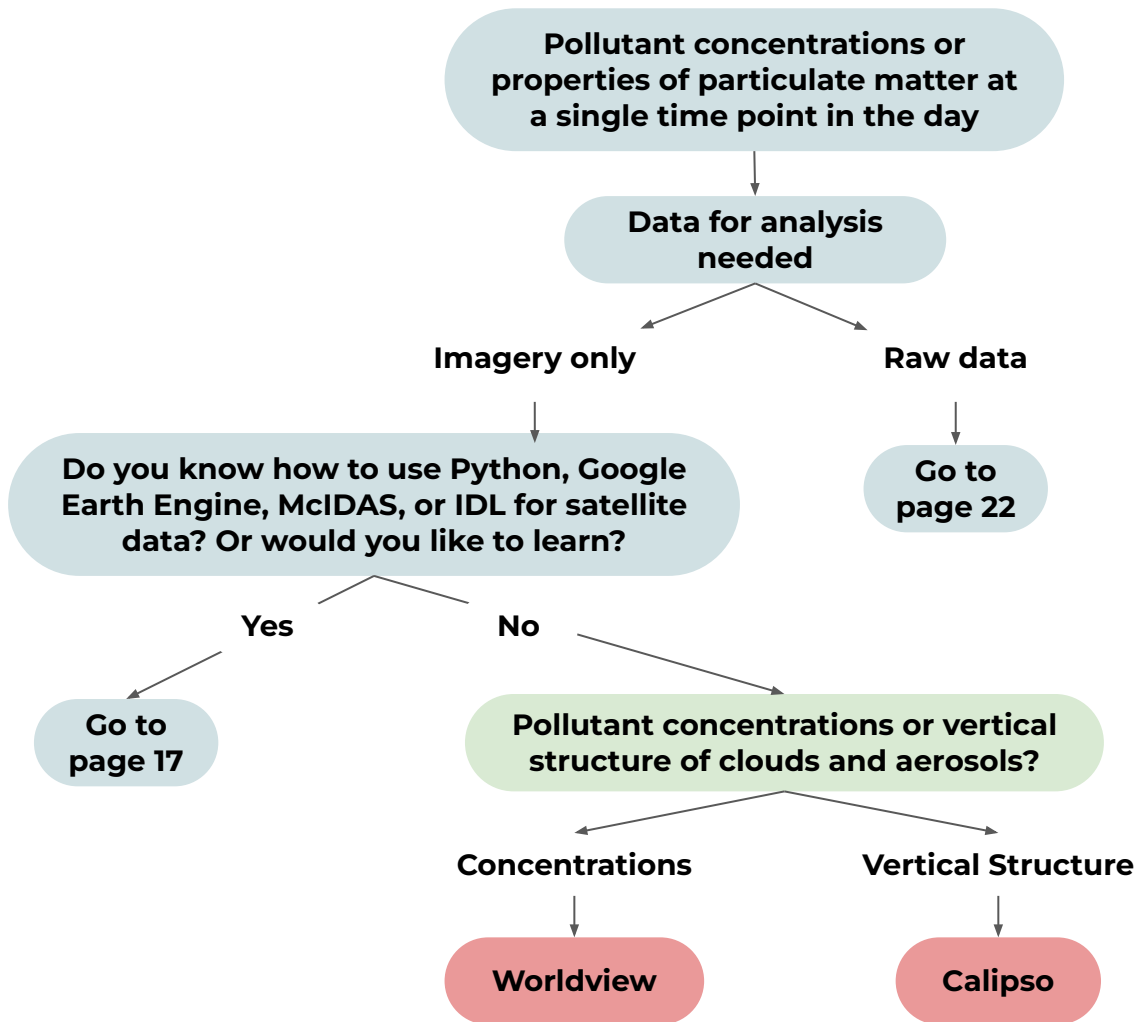 Pollutant concentrations or
properties of particulate matter at
a single time point in the day
Data for analysis
needed
Imagery only
Raw data
Do you know how to use Python, Google
Earth Engine, McIDAS, or IDL for satellite
data? Or would you like to learn?
Go to
page 22
Yes
No
Go to
page 17
Pollutant concentrations or vertical
structure of clouds and aerosols?
Concentrations
Vertical Structure
Worldview
Calipso